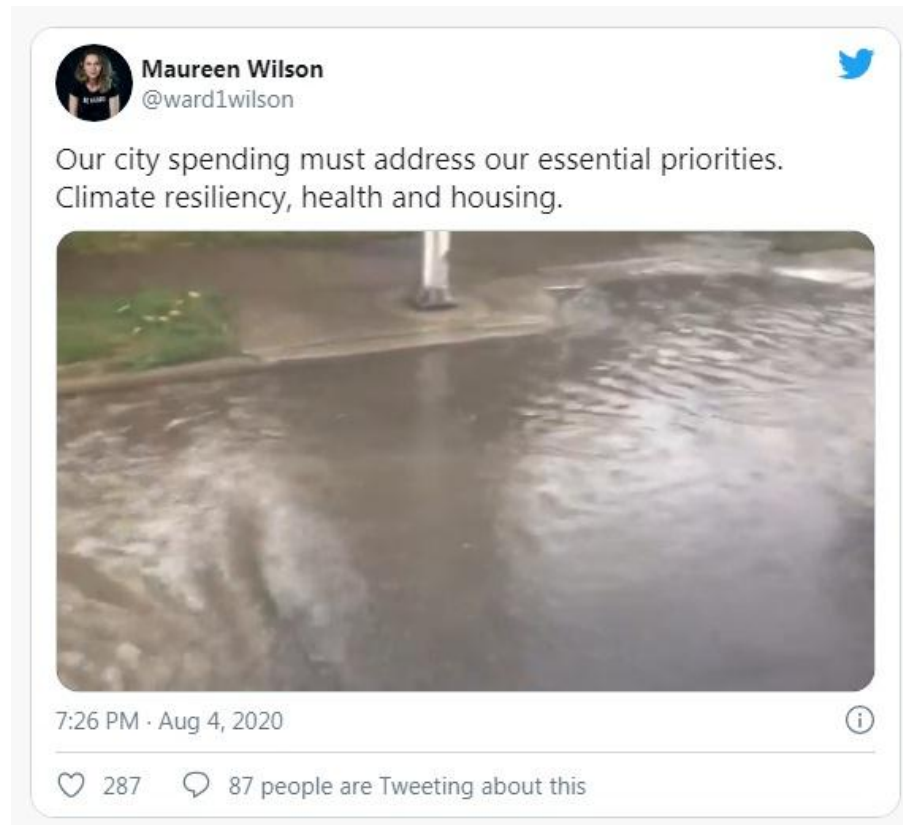 Maureen Wilson
@ward1wilson
Our city spending must address our essential priorities.
Climate resiliency, health and housing.
7:26 PM · Aug 4, 2020
287
87 people are Tweeting about this